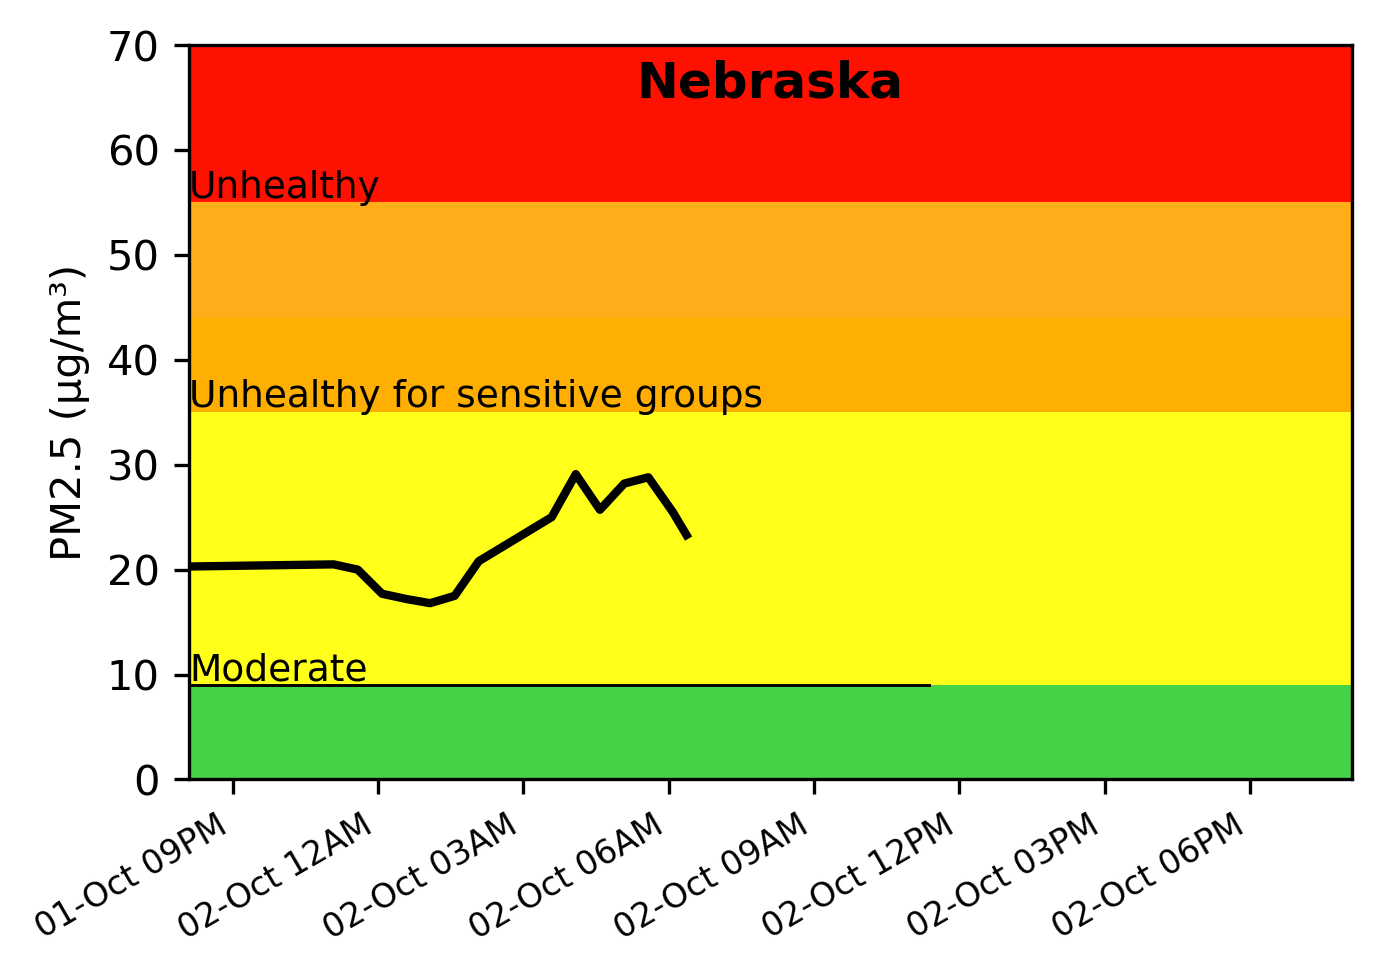 Nebraska
70
60
Unhealthy
50
40
Unhealthy for sensitive groups
30
20
Moderate
10
0
PM2.5 (µg/m³)
01-Oct 09PM
02-Oct 12AM
02-Oct 03AM
02-Oct 06AM
02-Oct 09AM
02-Oct 12PM
02-Oct 03PM
02-Oct 06PM